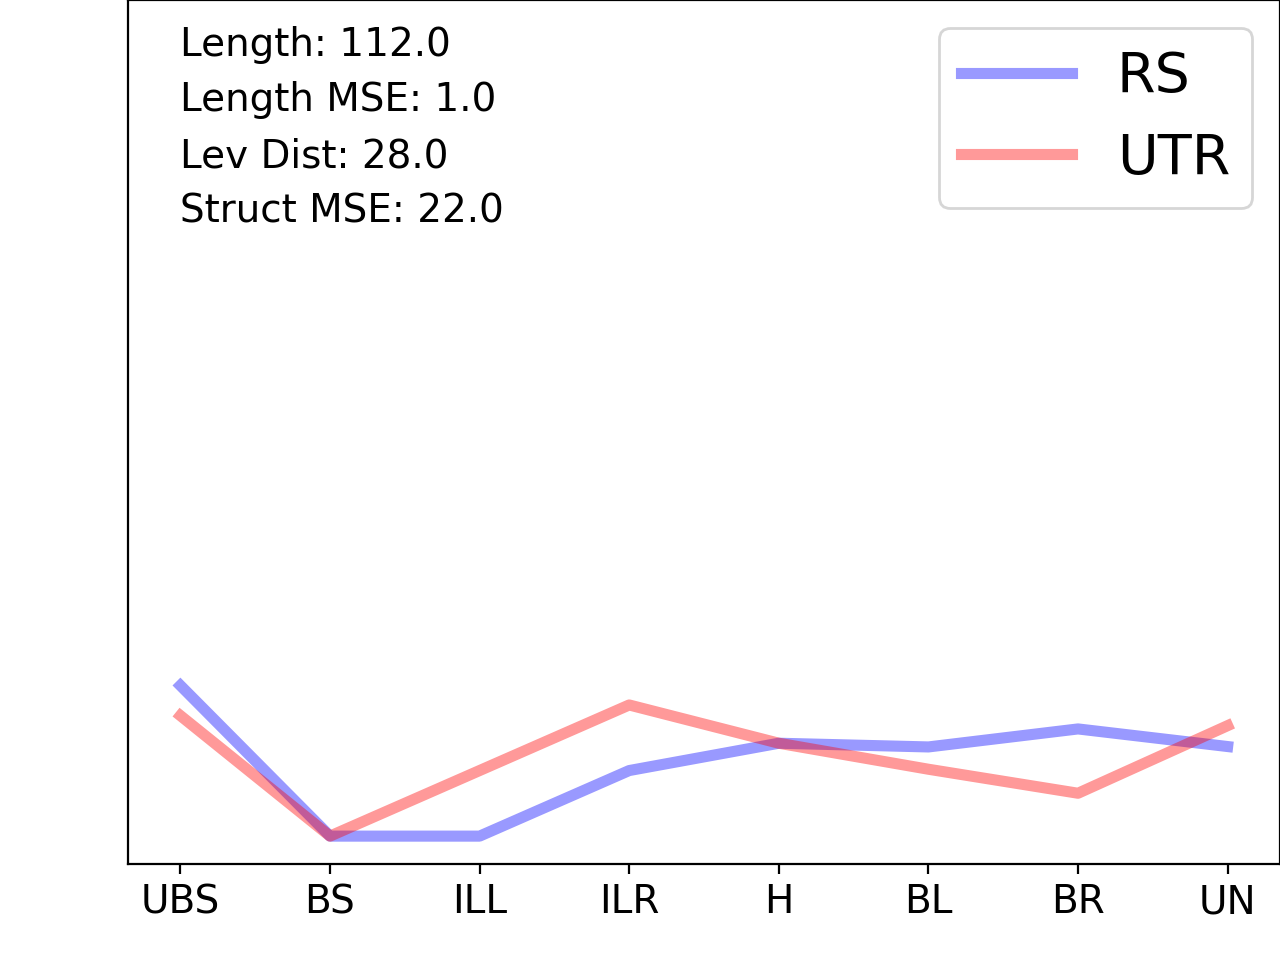 Length: 112.0
Length MSE: 1.0
Lev Dist: 28.0
Struct MSE: 22.0
RS
UTR
UBS BS ILL ILR H BL BR UN